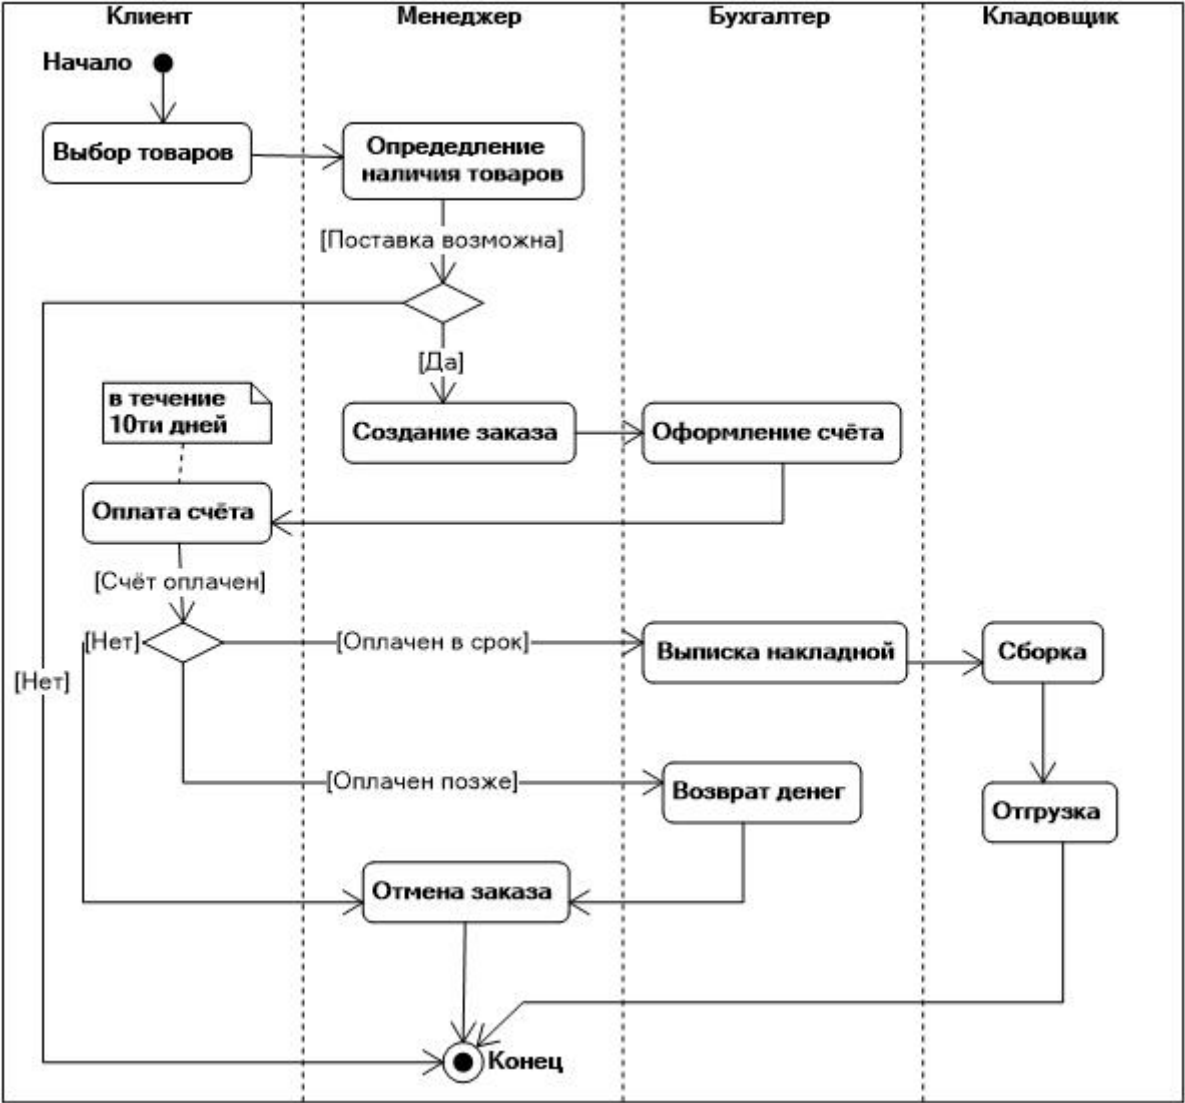 Клиент
Менеджер
Бухгалтер
Кладовщик
Начало
Выбор товаров
Опредедление
наличия товаров
[Поставка возможна]
[Да]
в течение
10ти дней
Создание заказа
Оформление счёта
Оплата счёта
[Счёт оплачен]
[Нет]
[Оплачен в срок]
Выписка накладной
Сборка
[Нет]
[Оплачен позже]
Возврат денег
Отгрузка
Отмена заказа
Конец